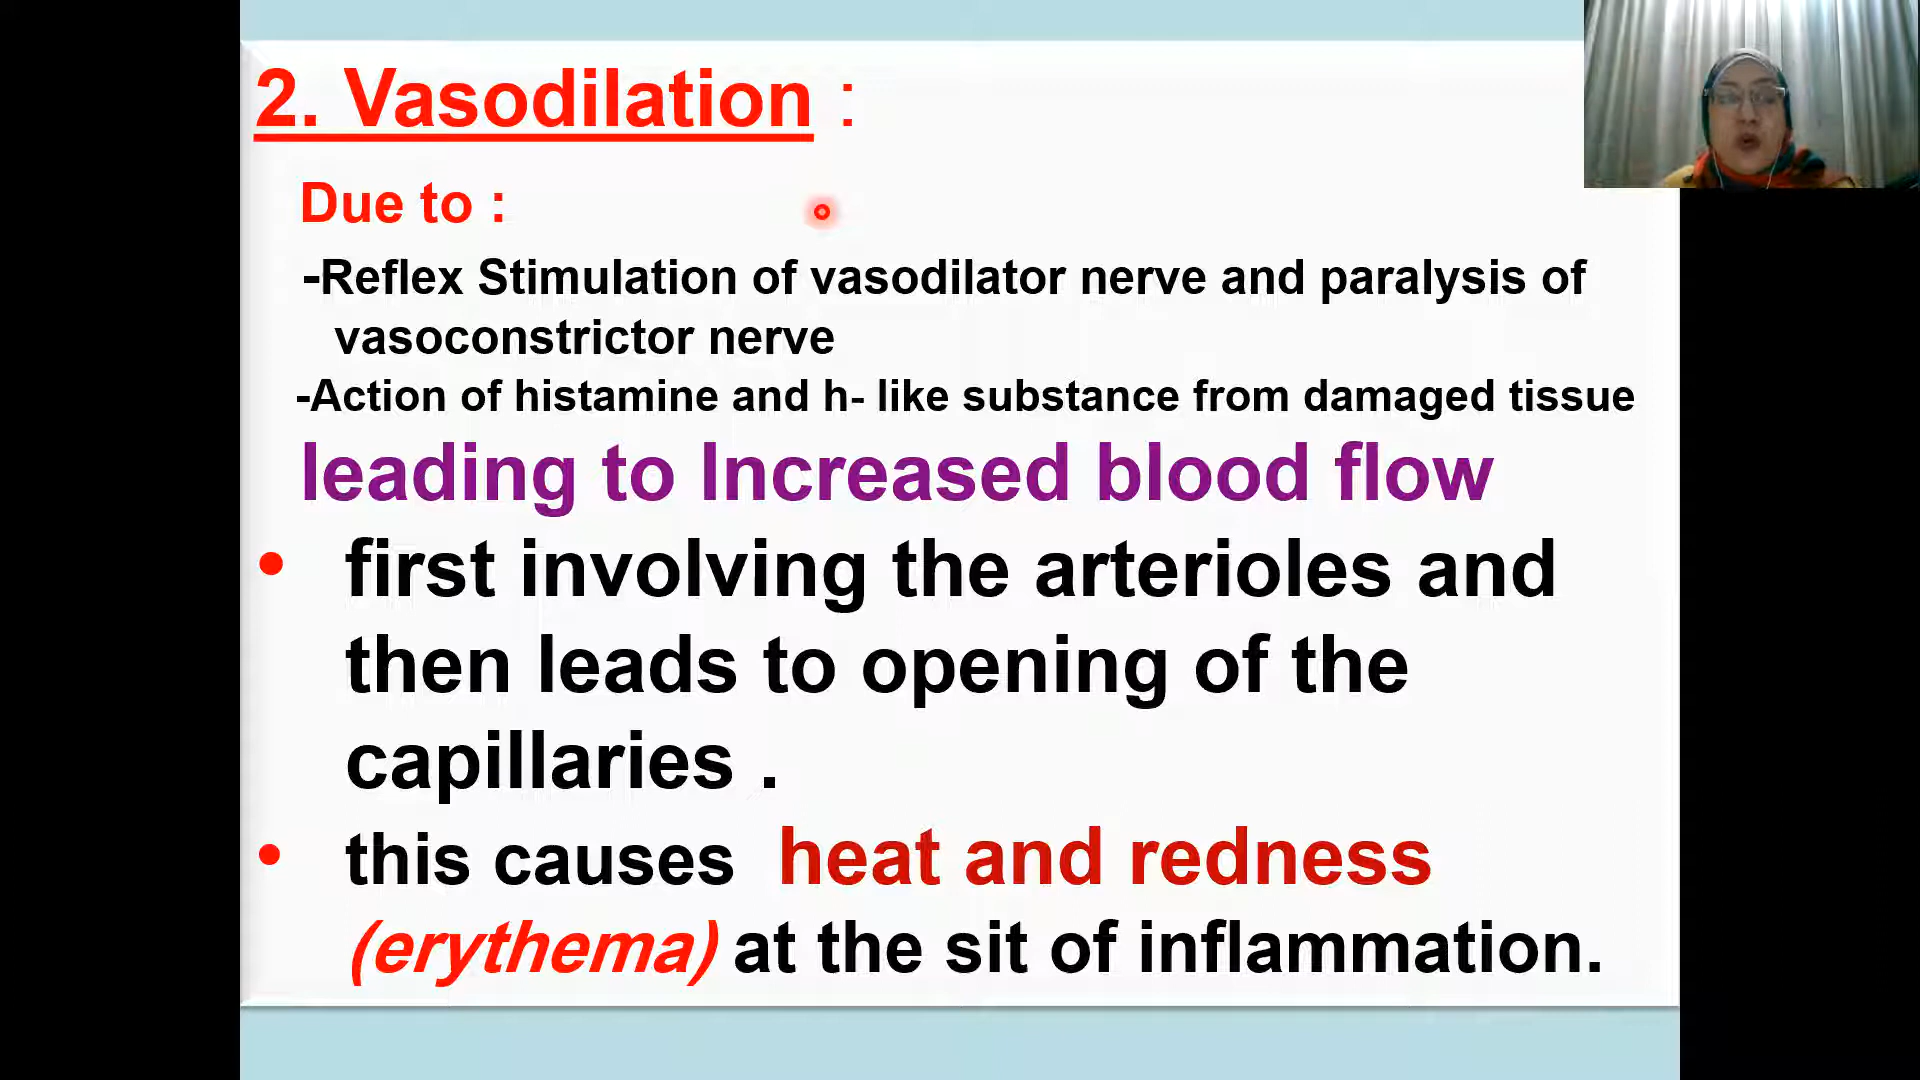 2. Vasodilation :
Due to :
-Reflex Stimulation of vasodilator nerve and paralysis of
vasoconstrictor nerve
-Action of histamine and h- like substance from damaged tissue
leading to Increased blood flow
• first involving the arterioles and
then leads to opening of the
capillaries .
• this causes heat and redness
(erythema) at the sit of inflammation.